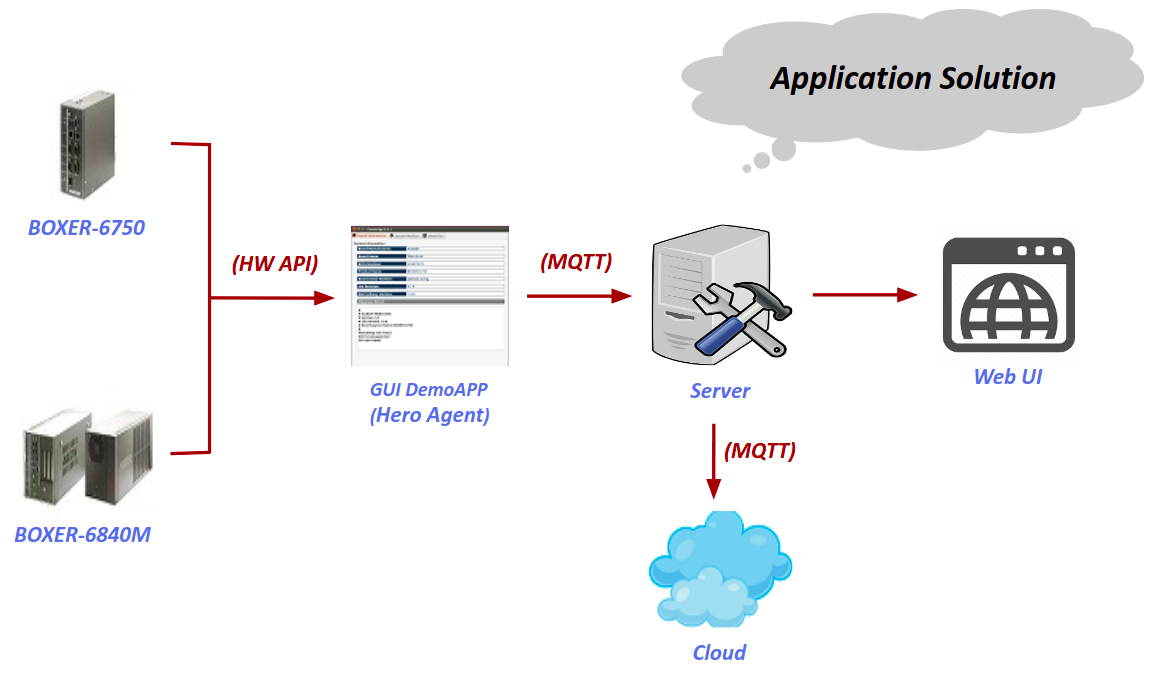 Application Solution
BOXER-6750
(HW API)
(MQTT)
GUI DemoAPP
(Hero Agent)
Server
Web UI
(MQTT)
BOXER-6840M
Cloud